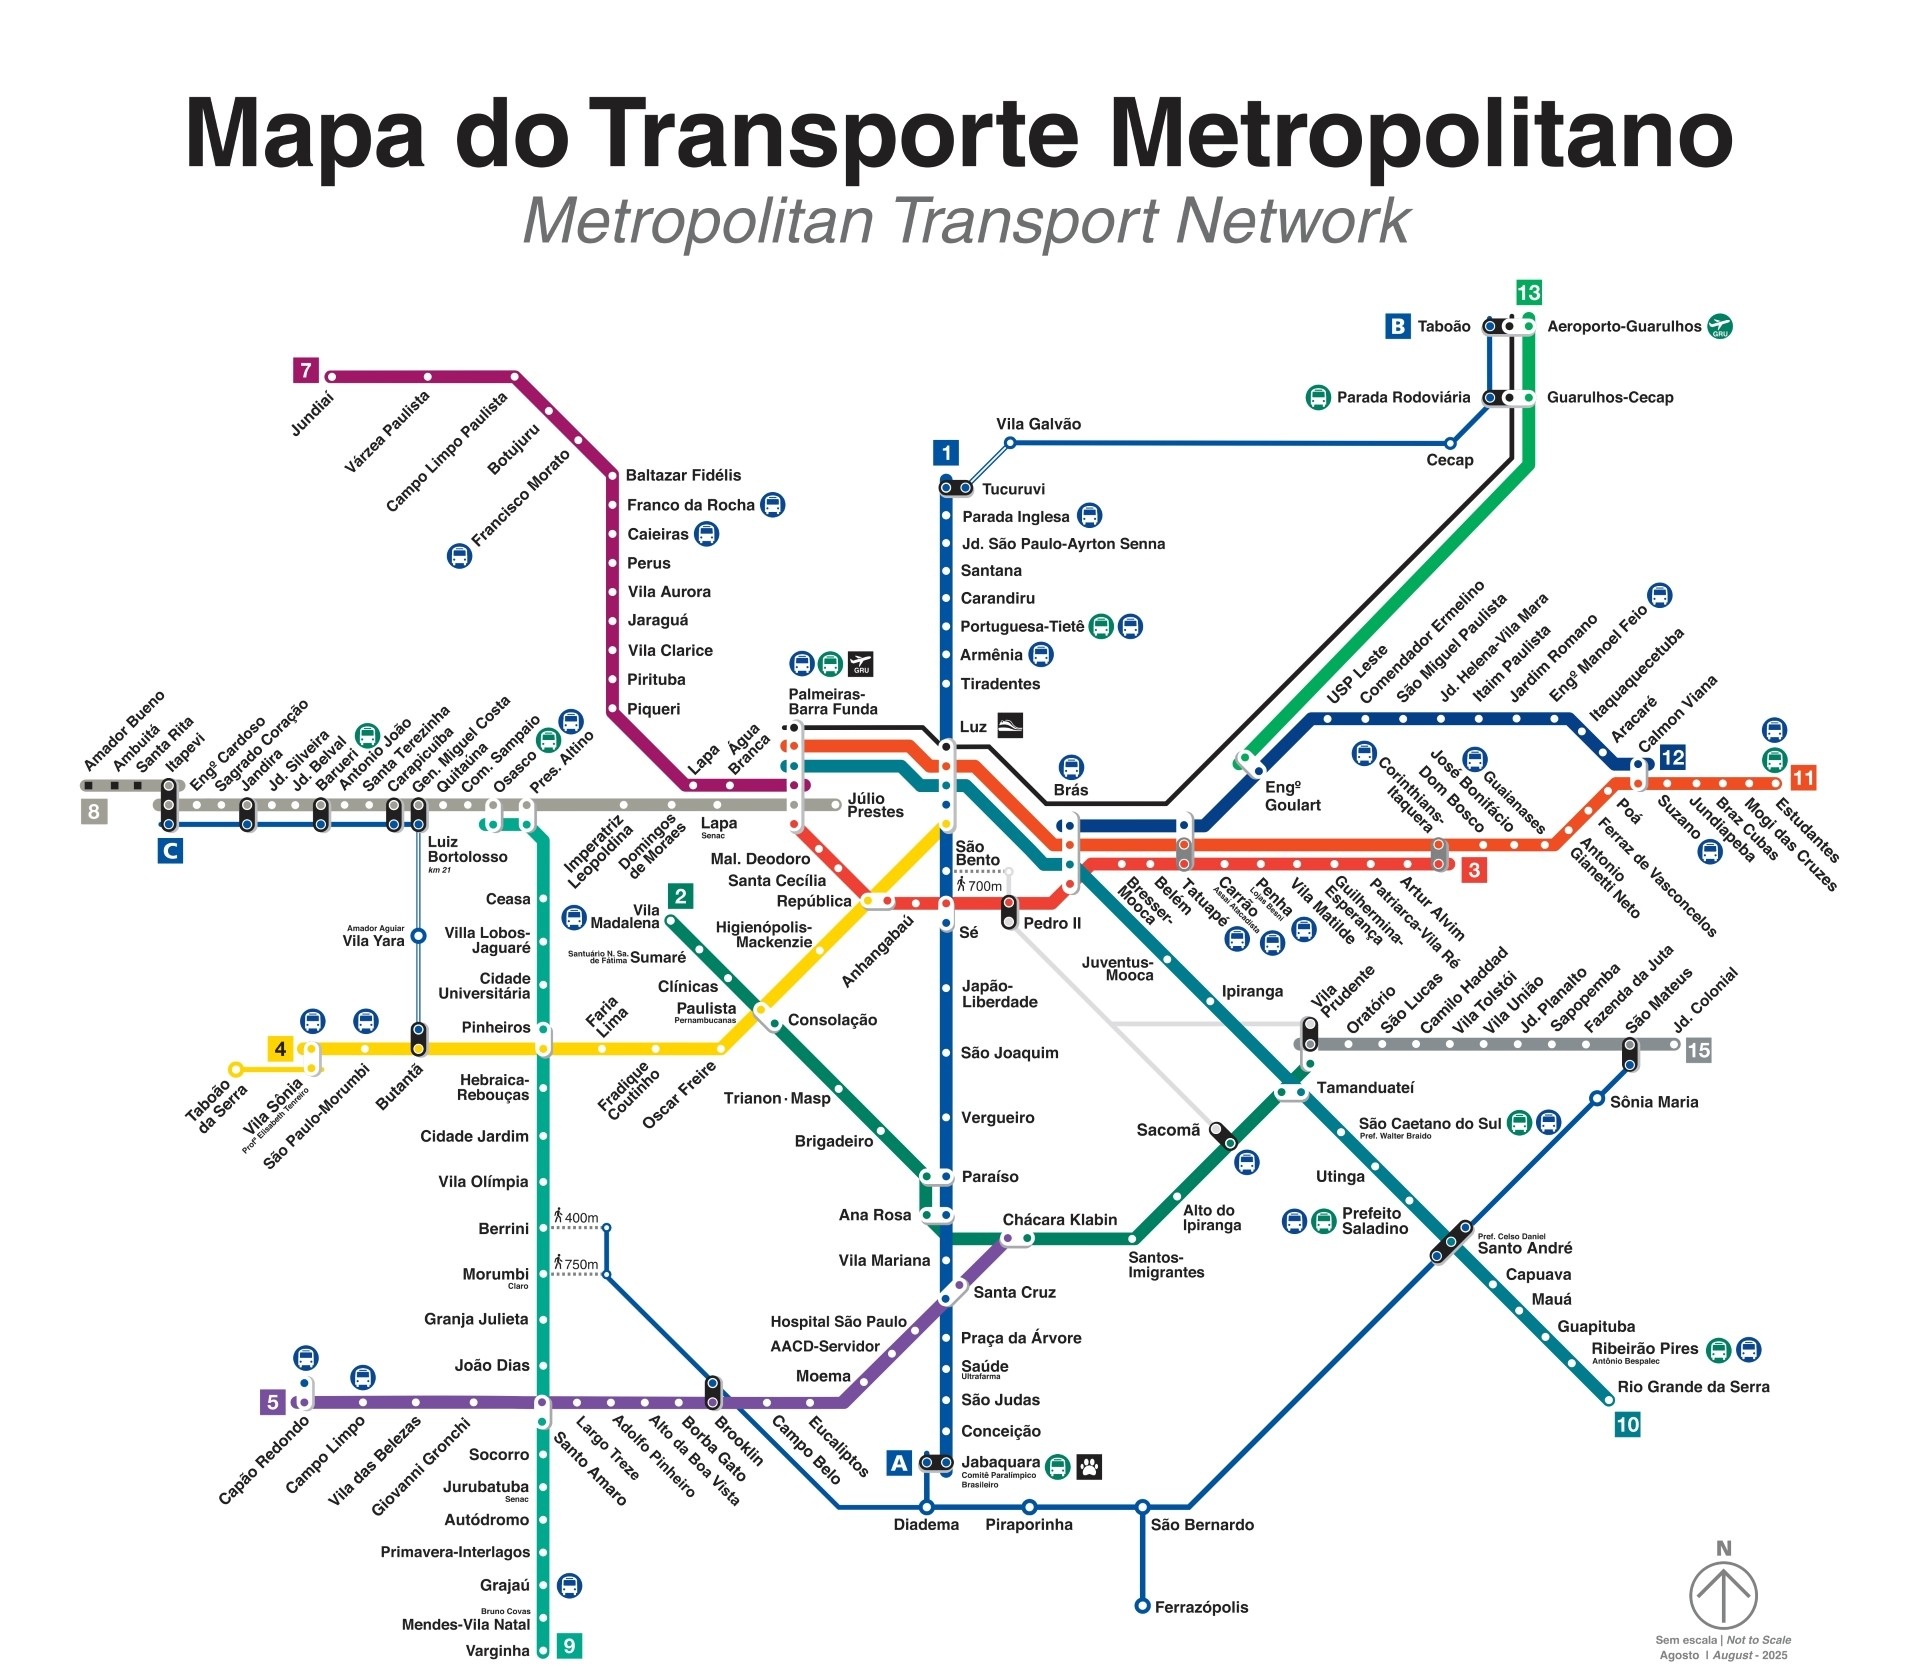 Mapa do Transporte Metropolitano
Metropolitan Transport Network
13
B
Taboão
Aeroporto-Guarulhos
GRU
Parada Rodoviária
Guarulhos-Cecap
7
Jundiaí
Várzea Paulista
Campo Limpo Paulista
Botujuru
Francisco Morato
Baltazar Fidélis
Franco da Rocha
Caieiras
Perus
Vila Aurora
Jaraguá
Vila Clarice
Pirituba
Piqueri
Lapa
Água
Branca
Vila Galvão
Cecap
1
Tucuruvi
Parada Inglesa
Jd. São Paulo-Ayrton Senna
Santana
Carandiru
Portuguesa-Tietê
Armênia
Tiradentes
Luz
GRU
Palmeiras-
Barra Funda
Brás
Engº
Goulart
USP Leste
Comendador Ermelino
São Miguel Paulista
Jd. Helena-Vila Mara
Itaim Paulista
Jardim Romano
Engº Manoel Feio
Itaquaquecetuba
Aracaré
Calmon Viana
12
11
Amador Bueno
Ambuitá
Santa Rita
Itapevi
Engº Cardoso
Sagrado Coração
Jandira
Jd. Silveira
Jd. Belval
Barueri
Antonio João
Santa Terezinha
Carapicuíba
Gen. Miguel Costa
Quitaúna
Com. Sampaio
Osasco
Pres. Altino
8
C
Luiz
Bortolosso
km 21
Imperatriz
Leopoldina
Domingos
de Moraes
Lapa
Senac
Júlio
Prestes
Mal. Deodoro
Santa Cecília
República
Anhangabaú
São
Bento
700m
Sé
Pedro II
Corinthians-
Itaquera
Dom Bosco
José Bonifácio
Guaianases
Antonio
Gianetti Neto
Ferraz de Vasconcelos
Poá
Suzano
Jundiapeba
Braz Cubas
Mogi das Cruzes
Estudantes
3
Bresser-
Mooca
Belém
Tatuapé
Carrão
Assaí Atacadista
Penha
Lojas Besni
Vila Matilde
Guilhermina-
Esperança
Patriarca-Vila Ré
Artur Alvim
Amador Aguiar
Vila Yara
Ceasa
Villa Lobos-
Jaguaré
Cidade
Universitária
Pinheiros
Hebraica-
Rebouças
Cidade Jardim
Vila Olímpia
Berrini
400m
Morumbi
Claro
750m
Granja Julieta
João Dias
2
Vila
Madalena
Santuário N. Sa.
de Fátima
Sumaré
Clínicas
Paulista
Pernambucanas
Consolação
Higienópolis-
Mackenzie
Trianon·Masp
Brigadeiro
Paraíso
Ana Rosa
Chácara Klabin
Santos-
Imigrantes
Alto do
Ipiranga
Sacomã
Tamanduateí
Vila
Prudente
Oratório
São Lucas
Camilo Haddad
Vila Tolstói
Vila União
Jd. Planalto
Sapopemba
Fazenda da Juta
São Mateus
Jd. Colonial
15
Juventus-
Mooca
Ipiranga
4
Taboão
da Serra
Vila Sônia
Profª Elisabeth Tenreiro
São Paulo-Morumbi
Butantã
Faria
Lima
Fradique
Coutinho
Oscar Freire
Japão-
Liberdade
São Joaquim
Vergueiro
Vila Mariana
Santa Cruz
Praça da Árvore
Saúde
Ultrafarma
São Judas
Conceição
A
Jabaquara
Comitê Paralímpico
Brasileiro
Hospital São Paulo
AACD-Servidor
Moema
5
Capão Redondo
Campo Limpo
Vila das Belezas
Giovanni Gronchi
Santo Amaro
Largo Treze
Adolfo Pinheiro
Alto da Boa Vista
Borba Gato
Brooklin
Campo Belo
Eucaliptos
Socorro
Jurubatuba
Senac
Autódromo
Primavera-Interlagos
Grajaú
Bruno Covas
Mendes-Vila Natal
Varginha
9
Diadema
Piraporinha
São Bernardo
Ferrazópolis
Sônia Maria
São Caetano do Sul
Pref. Walter Braido
Utinga
Prefeito
Saladino
Pref. Celso Daniel
Santo André
Capuava
Mauá
Guapituba
Ribeirão Pires
Antônio Bespalec
Rio Grande da Serra
10
N
Sem escala | Not to Scale
Agosto | August - 2025